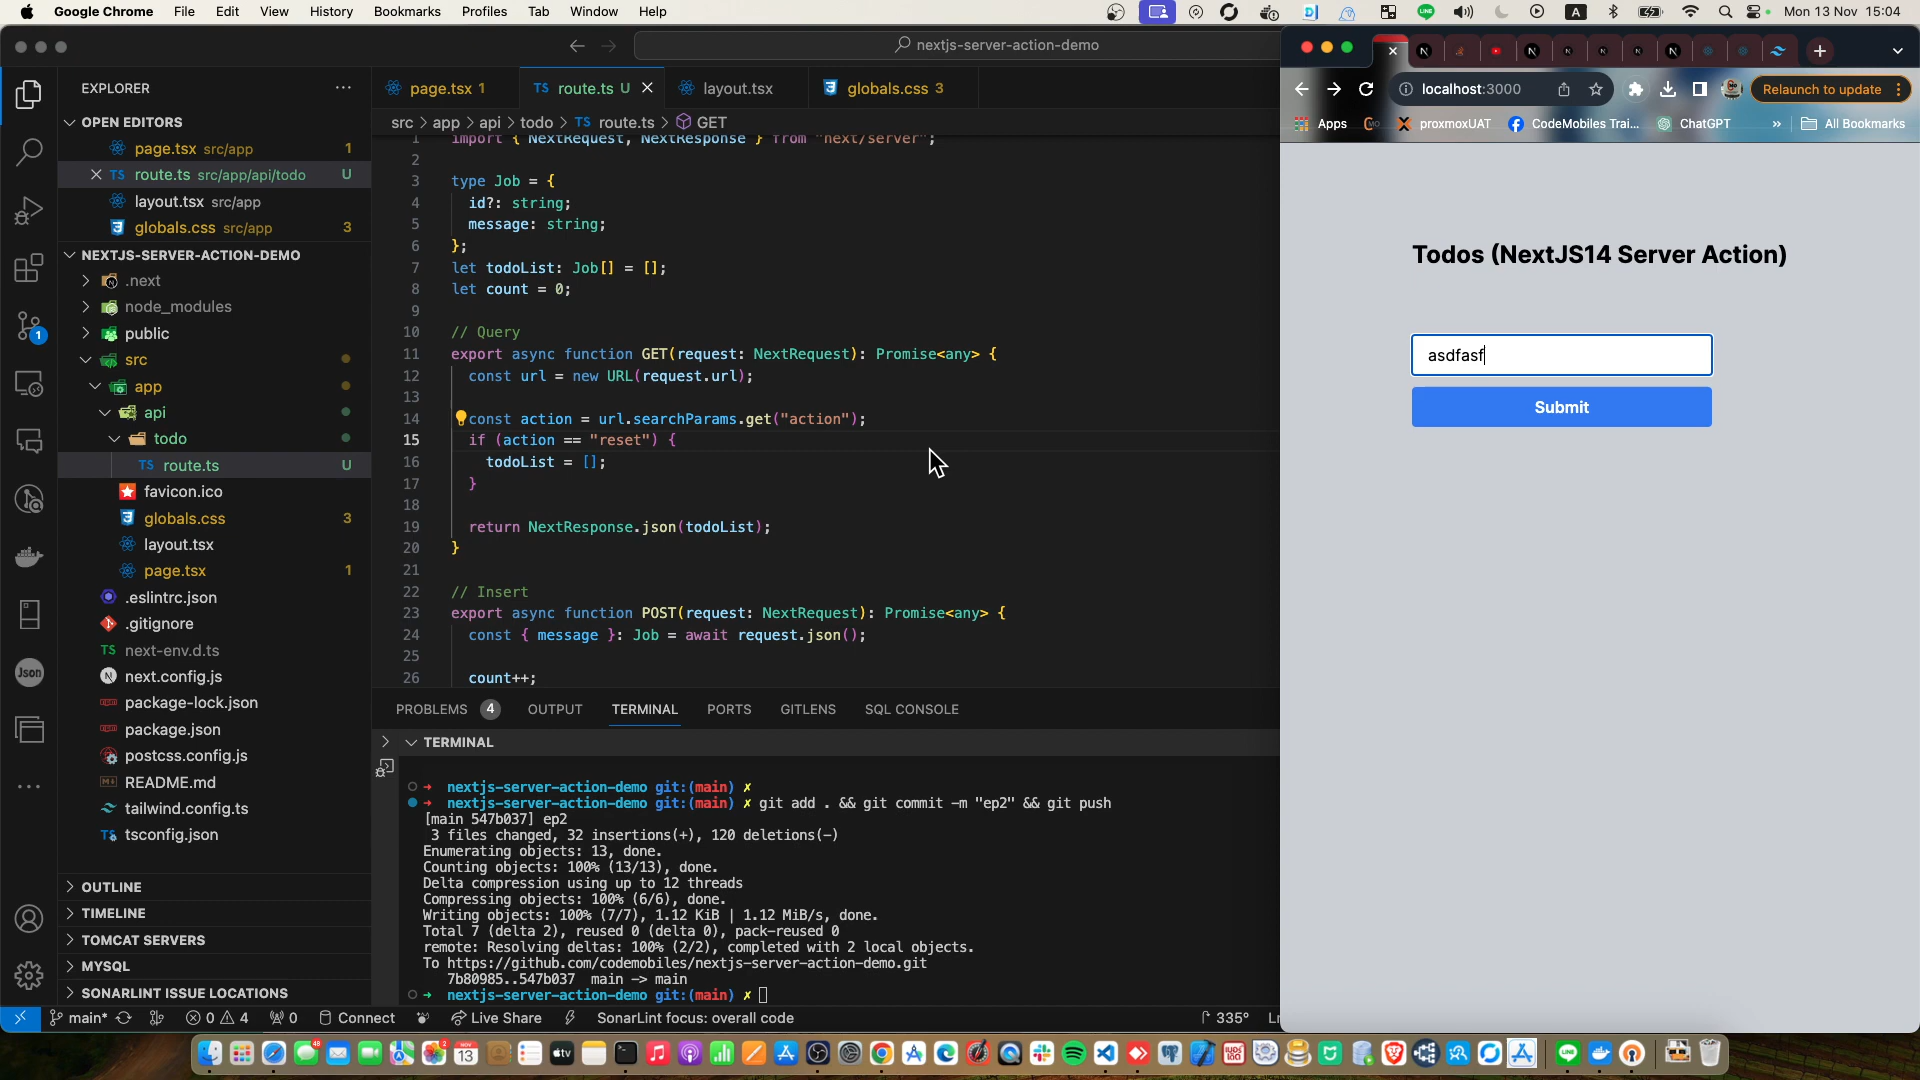 Google Chrome File Edit View History Bookmarks Profiles Tab Window Help
A
Mon 13 Nov 15:04
nextjs-server-action-demo
EXPLORER
OPEN EDITORS
page.tsx src/app 1
route.ts src/app/api/todo U
layout.tsx src/app
globals.css src/app 3
NEXTJS-SERVER-ACTION-DEMO
.next
node_modules
public
src
app
api
todo
TS route.ts U
favicon.ico
globals.css 3
layout.tsx
page.tsx 1
.eslintrc.json
.gitignore
TS next-env.d.ts
next.config.js
package-lock.json
package.json
postcss.config.js
README.md
tailwind.config.ts
tsconfig.json
OUTLINE
TIMELINE
TOMCAT SERVERS
MYSQL
SONARLINT ISSUE LOCATIONS
page.tsx 1
TS route.ts U
layout.tsx
globals.css 3
src > app > api > todo > TS route.ts > GET
1 import { NextRequest, NextResponse } from "next/server";
2
3 type Job = {
4 id?: string;
5 message: string;
6 };
7 let todoList: Job[] = [];
8 let count = 0;
9
10 // Query
11 export async function GET(request: NextRequest): Promise<any> {
12 const url = new URL(request.url);
13
14 const action = url.searchParams.get("action");
15 if (action == "reset") {
16 todoList = [];
17 }
18
19 return NextResponse.json(todoList);
20 }
21
22 // Insert
23 export async function POST(request: NextRequest): Promise<any> {
24 const { message }: Job = await request.json();
25
26 count++;
PROBLEMS 4 OUTPUT TERMINAL PORTS GITLENS SQL CONSOLE
TERMINAL
→ nextjs-server-action-demo git:(main) ✗
→ nextjs-server-action-demo git:(main) ✗ git add . && git commit -m "ep2" && git push
[main 547b037] ep2
3 files changed, 32 insertions(+), 120 deletions(-)
Enumerating objects: 13, done.
Counting objects: 100% (13/13), done.
Delta compression using up to 12 threads
Compressing objects: 100% (6/6), done.
Writing objects: 100% (7/7), 1.12 KiB | 1.12 MiB/s, done.
Total 7 (delta 2), reused 0 (delta 0), pack-reused 0
remote: Resolving deltas: 100% (2/2), completed with 2 local objects.
To https://github.com/codemobiles/nextjs-server-action-demo.git
7b80985..547b037 main -> main
→ nextjs-server-action-demo git:(main) ✗
main* 0 4 0 Connect Live Share SonarLint focus: overall code 335° Ln
localhost:3000
Relaunch to update
Apps proxmoxUAT CodeMobiles Trai... ChatGPT » All Bookmarks
Todos (NextJS14 Server Action)
asdfasf
Submit
Json
1